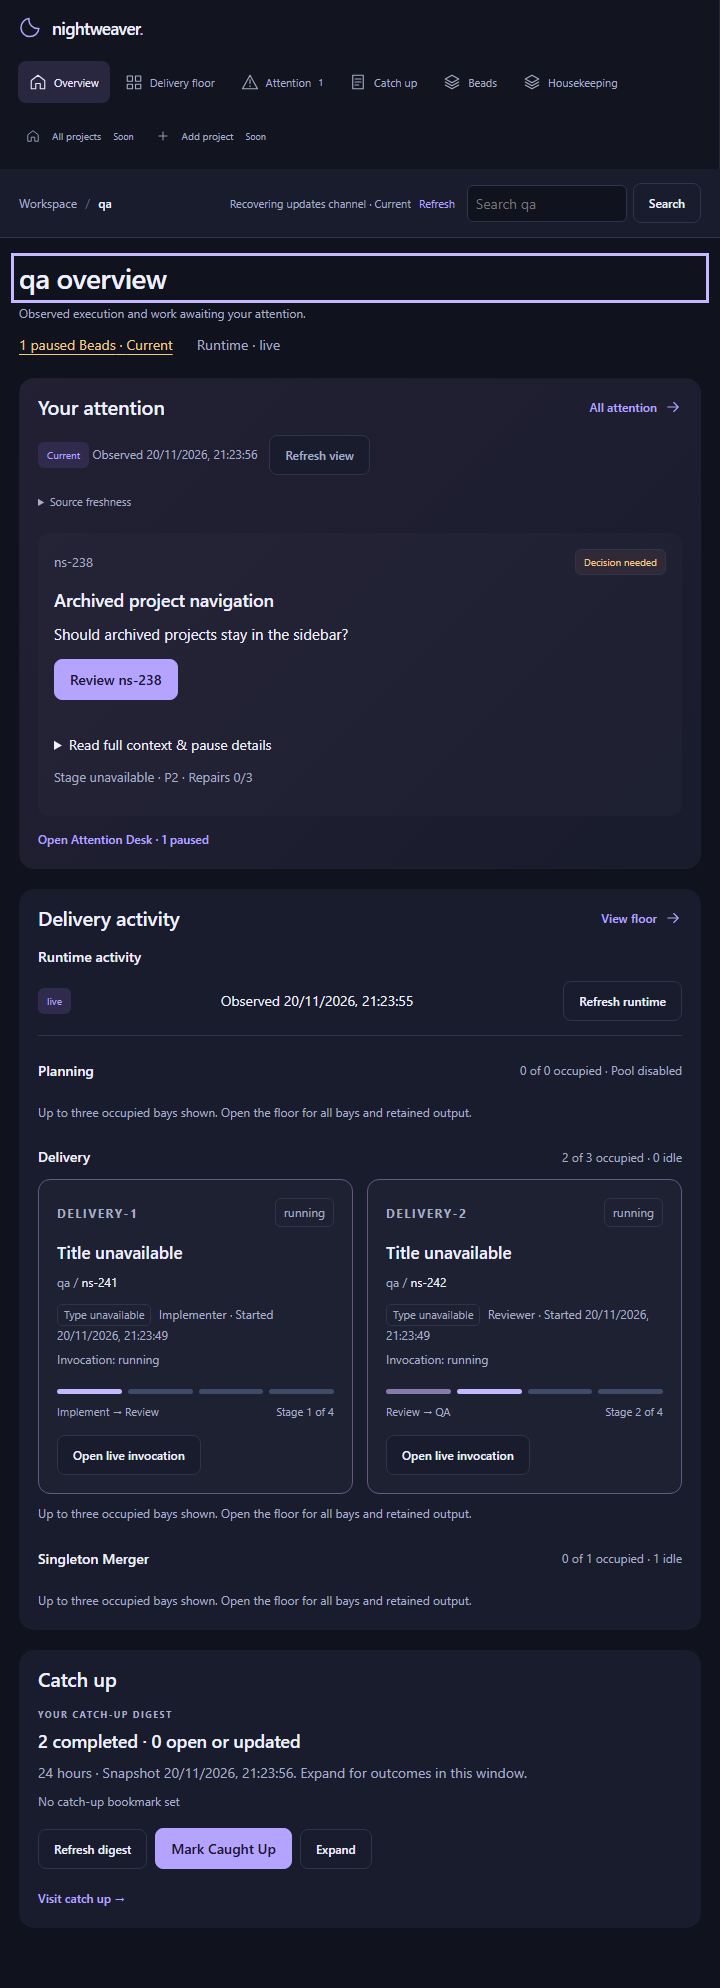 nightweaver.
Overview
Delivery floor
Attention 1
Catch up
Beads
Housekeeping
All projects Soon
Add project Soon
Workspace / qa
Recovering updates channel · Current Refresh
Search qa
Search
qa overview
Observed execution and work awaiting your attention.
1 paused Beads · Current
Runtime · live
Your attention
All attention →
Current Observed 20/11/2026, 21:23:56
Refresh view
Source freshness
ns-238
Decision needed
Archived project navigation
Should archived projects stay in the sidebar?
Review ns-238
Read full context & pause details
Stage unavailable · P2 · Repairs 0/3
Open Attention Desk · 1 paused
Delivery activity
View floor →
Runtime activity
live
Observed 20/11/2026, 21:23:55
Refresh runtime
Planning
0 of 0 occupied · Pool disabled
Up to three occupied bays shown. Open the floor for all bays and retained output.
Delivery
2 of 3 occupied · 0 idle
DELIVERY-1
running
Title unavailable
qa / ns-241
Type unavailable Implementer · Started
20/11/2026, 21:23:49
Invocation: running
Implement → Review
Stage 1 of 4
Open live invocation
DELIVERY-2
running
Title unavailable
qa / ns-242
Type unavailable Reviewer · Started 20/11/2026,
21:23:49
Invocation: running
Review → QA
Stage 2 of 4
Open live invocation
Up to three occupied bays shown. Open the floor for all bays and retained output.
Singleton Merger
0 of 1 occupied · 1 idle
Up to three occupied bays shown. Open the floor for all bays and retained output.
Catch up
YOUR CATCH-UP DIGEST
2 completed · 0 open or updated
24 hours · Snapshot 20/11/2026, 21:23:56. Expand for outcomes in this window.
No catch-up bookmark set
Refresh digest
Mark Caught Up
Expand
Visit catch up →